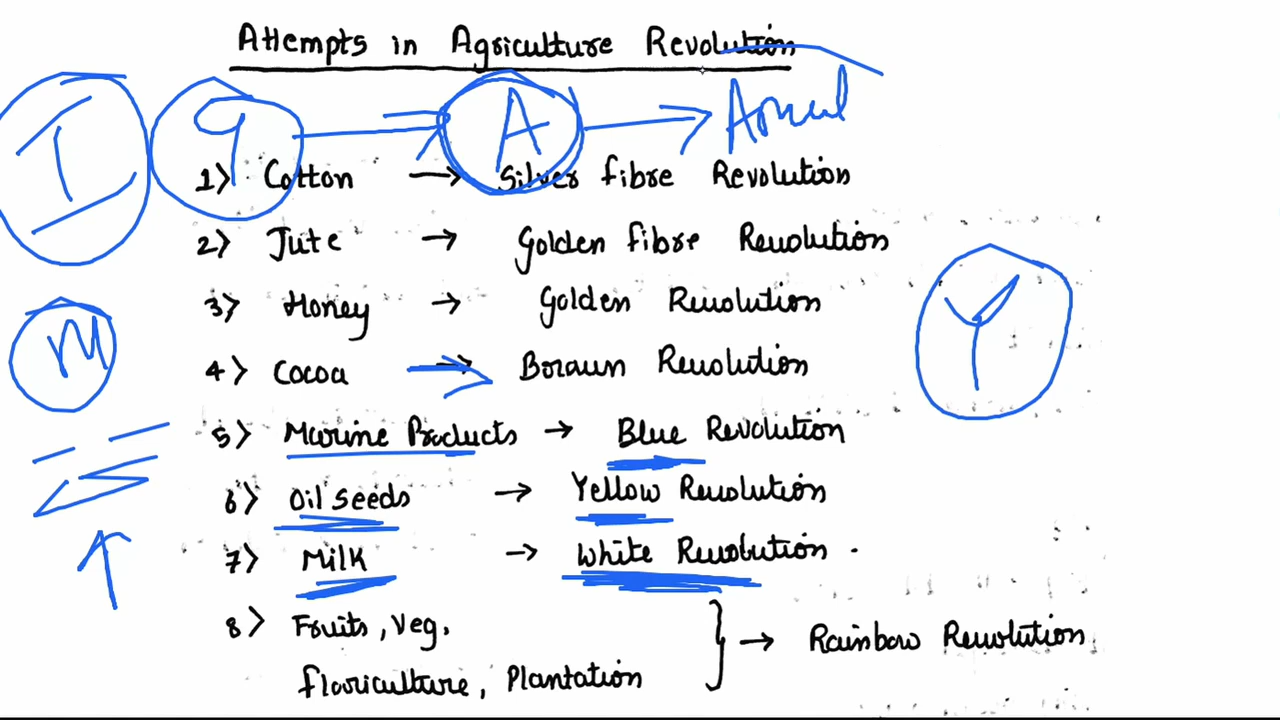 Attempts in Agriculture Revolution
I 9 → A → Amul
1> Cotton → Silver fibre Revolution
2> Jute → Golden fibre Revolution
3> Honey → Golden Revolution
M Y
4> Cocoa → Braun Revolution
5> Marine Products → Blue Revolution
6> Oil Seeds → Yellow Revolution
7> Milk → White Revolution .
8> Fruits, Veg, } → Rainbow Revolution
floriculture, Plantation